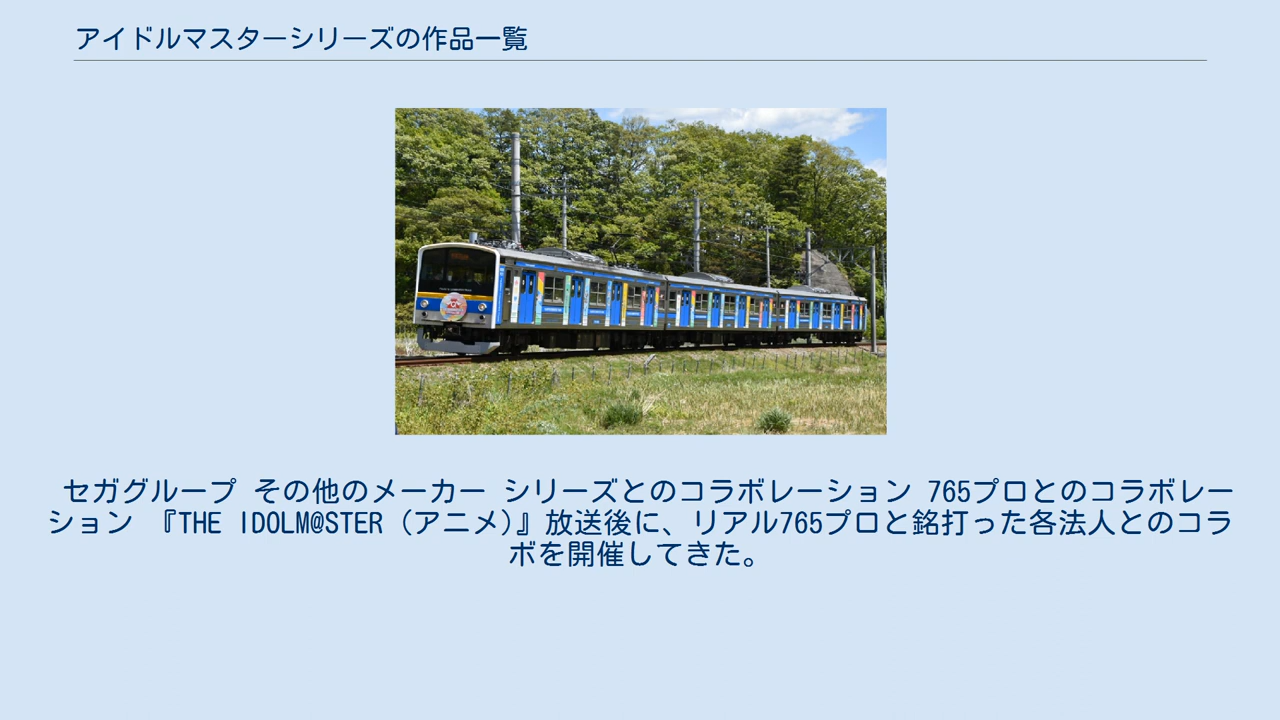 アイドルマスターシリーズの作品一覧
セガグループ その他のメーカー シリーズとのコラボレーション 765プロとのコラボレー
ション 『THE IDOLM@STER (アニメ)』放送後に、リアル765プロと銘打った各法人とのコラ
ボを開催してきた。